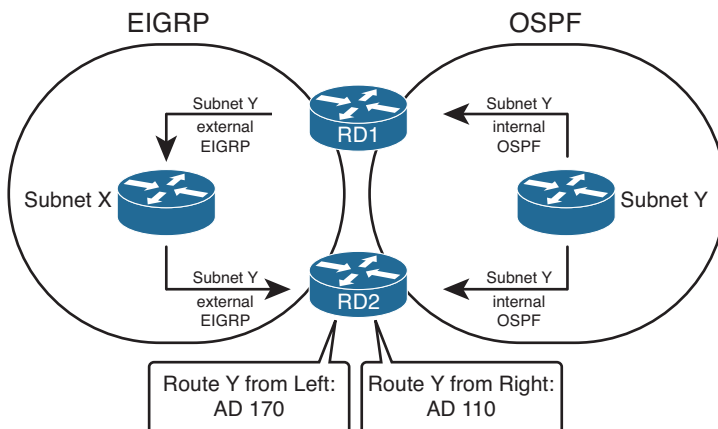 EIGRP
OSPF
Subnet Y
external
EIGRP
RD1
Subnet Y
internal
OSPF
Subnet X
Subnet Y
Subnet Y
external
EIGRP
RD2
Subnet Y
internal
OSPF
Route Y from Left:
AD 170
Route Y from Right:
AD 110